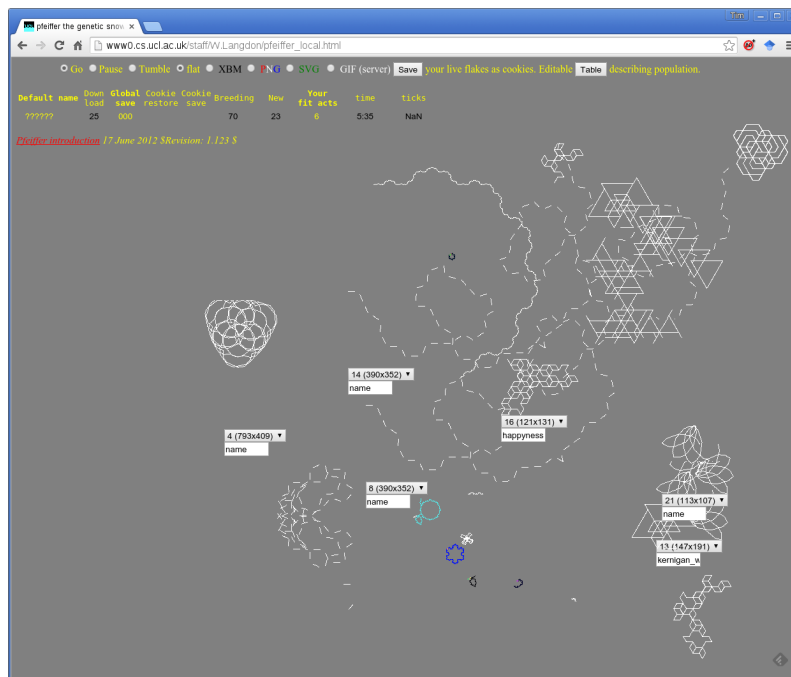 Tim
pfeiffer the genetic snow
www0.cs.ucl.ac.uk/staff/W.Langdon/pfeiffer_local.html
Go Pause Tumble flat XBM PNG SVG GIF (server) Save your live flakes as cookies. Editable Table describing population.
Default name Down load Global save Cookie restore Cookie save Breeding New Your fit acts time ticks
?????? 25 000 70 23 6 5:35 NaN
Pfeiffer introduction 17 June 2012 $Revision: 1.123 $
14 (390x352)
name
16 (121x131)
happyness
4 (793x409)
name
8 (390x352)
name
21 (113x107)
name
13 (147x191)
kernigan_w